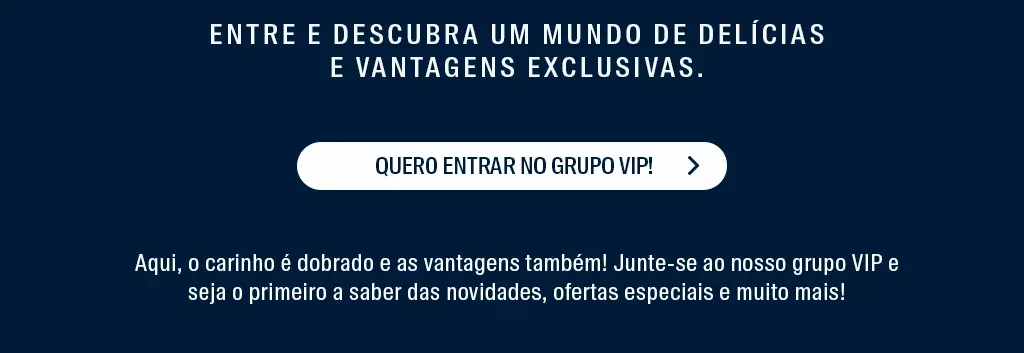 ENTRE E DESCUBRA UM MUNDO DE DELÍCIAS
E VANTAGENS EXCLUSIVAS.
QUERO ENTRAR NO GRUPO VIP!
Aqui, o carinho é dobrado e as vantagens também! Junte-se ao nosso grupo VIP e
seja o primeiro a saber das novidades, ofertas especiais e muito mais!